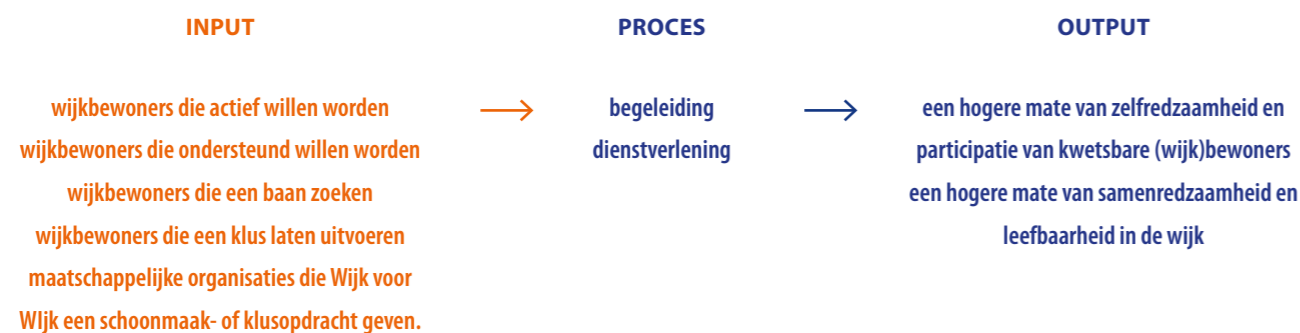 INPUT
wijkbewoners die actief willen worden
wijkbewoners die ondersteund willen worden
wijkbewoners die een baan zoeken
wijkbewoners die een klus laten uitvoeren
maatschappelijke organisaties die Wijk voor
WIjk een schoonmaak- of klusopdracht geven.
PROCES
begeleiding
dienstverlening
OUTPUT
een hogere mate van zelfredzaamheid en
participatie van kwetsbare (wijk)bewoners
een hogere mate van samenredzaamheid en
leefbaarheid in de wijk